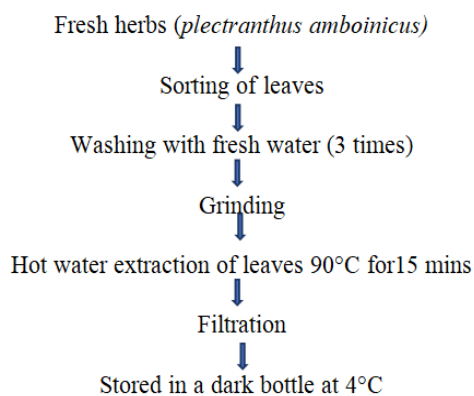 Fresh herbs (plectranthus amboinicus)
Sorting of leaves
Washing with fresh water (3 times)
Grinding
Hot water extraction of leaves 90°C for15 mins
Filtration
Stored in a dark bottle at 4°C